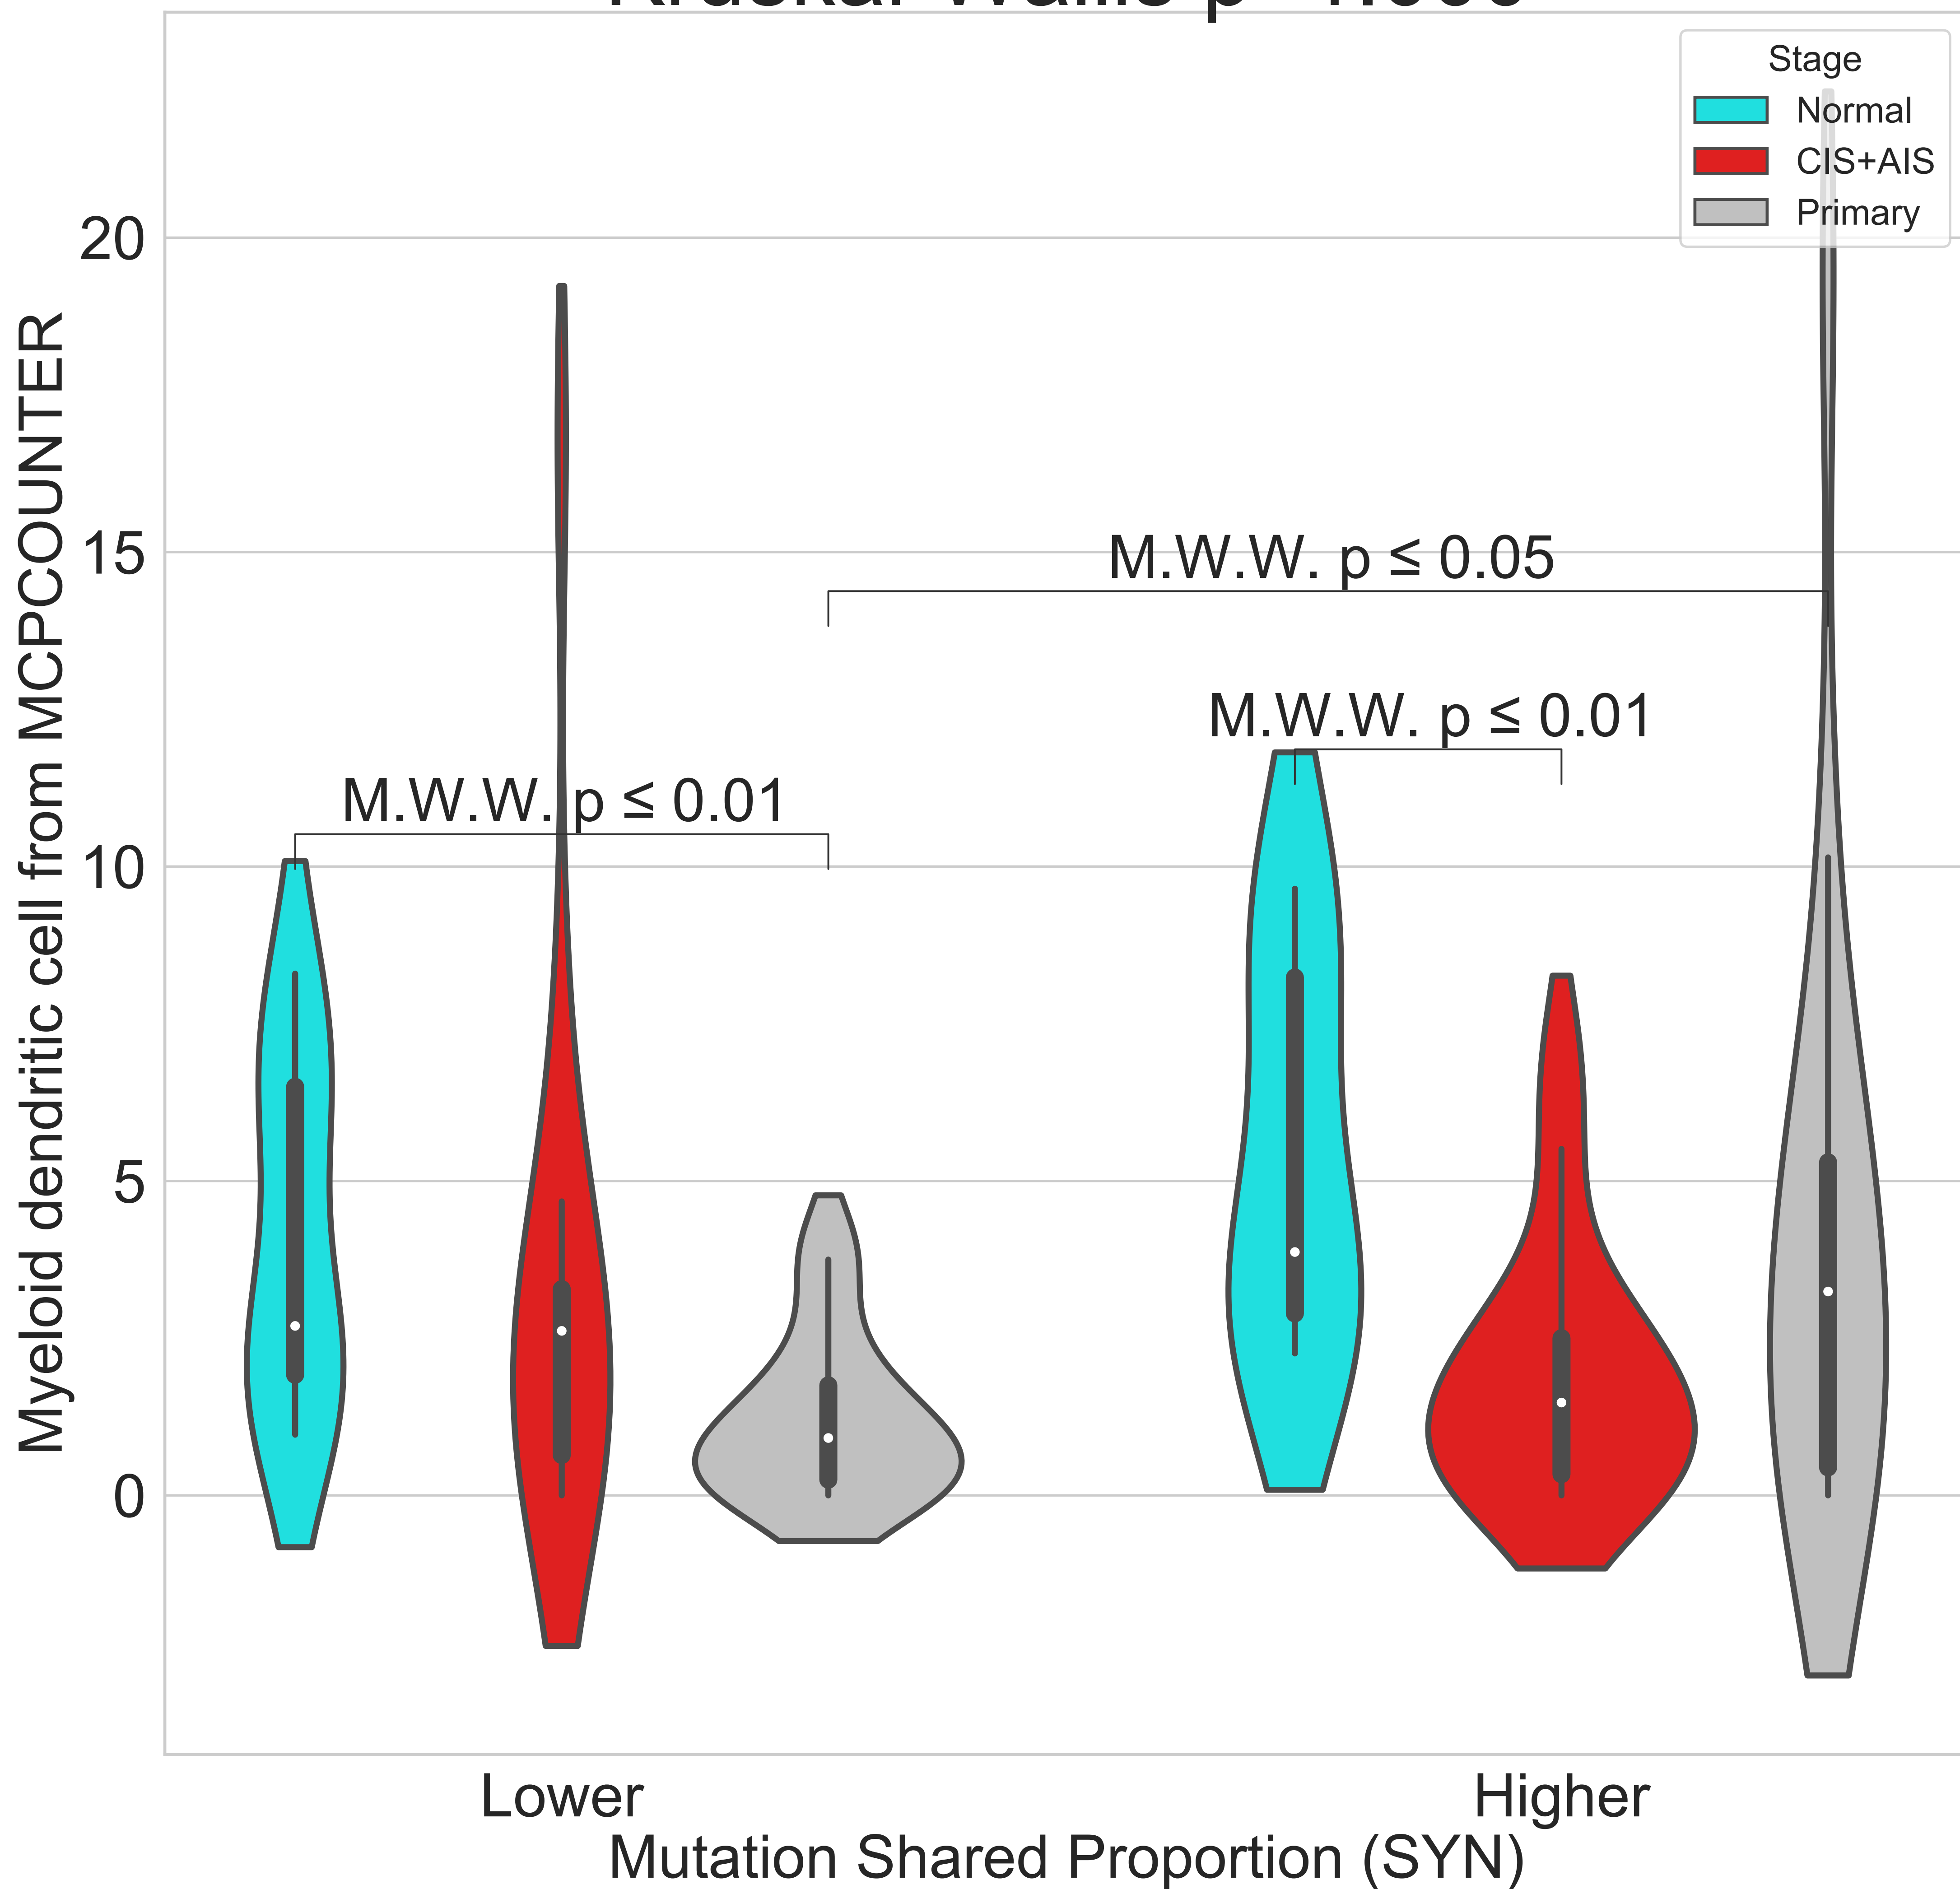 Stage
Normal
CIS+AIS
Primary
20
15
10
5
0
Myeloid dendritic cell from MCPCOUNTER
M.W.W. p ≤ 0.05
M.W.W. p ≤ 0.01
M.W.W. p ≤ 0.01
Lower
Higher
Mutation Shared Proportion (SYN)